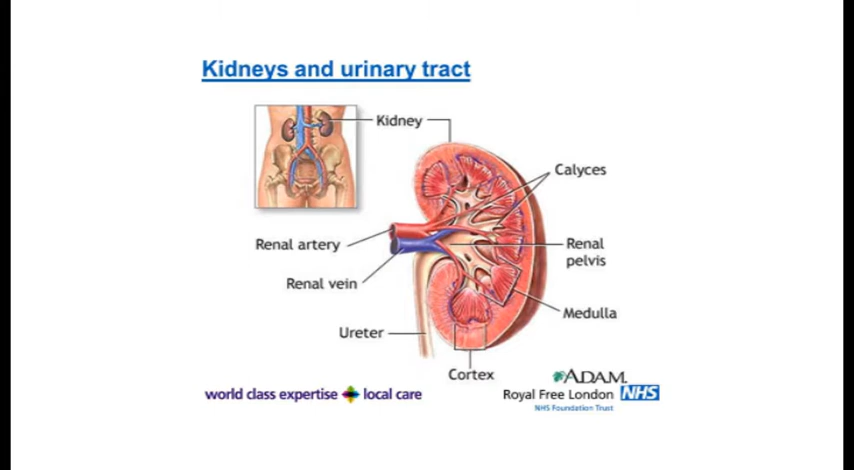 Kidneys and urinary tract
Kidney
Calyces
Renal artery
Renal
pelvis
Renal vein
Medulla
Ureter
Cortex
A.D.A.M.
world class expertise local care
Royal Free London NHS
NHS Foundation Trust